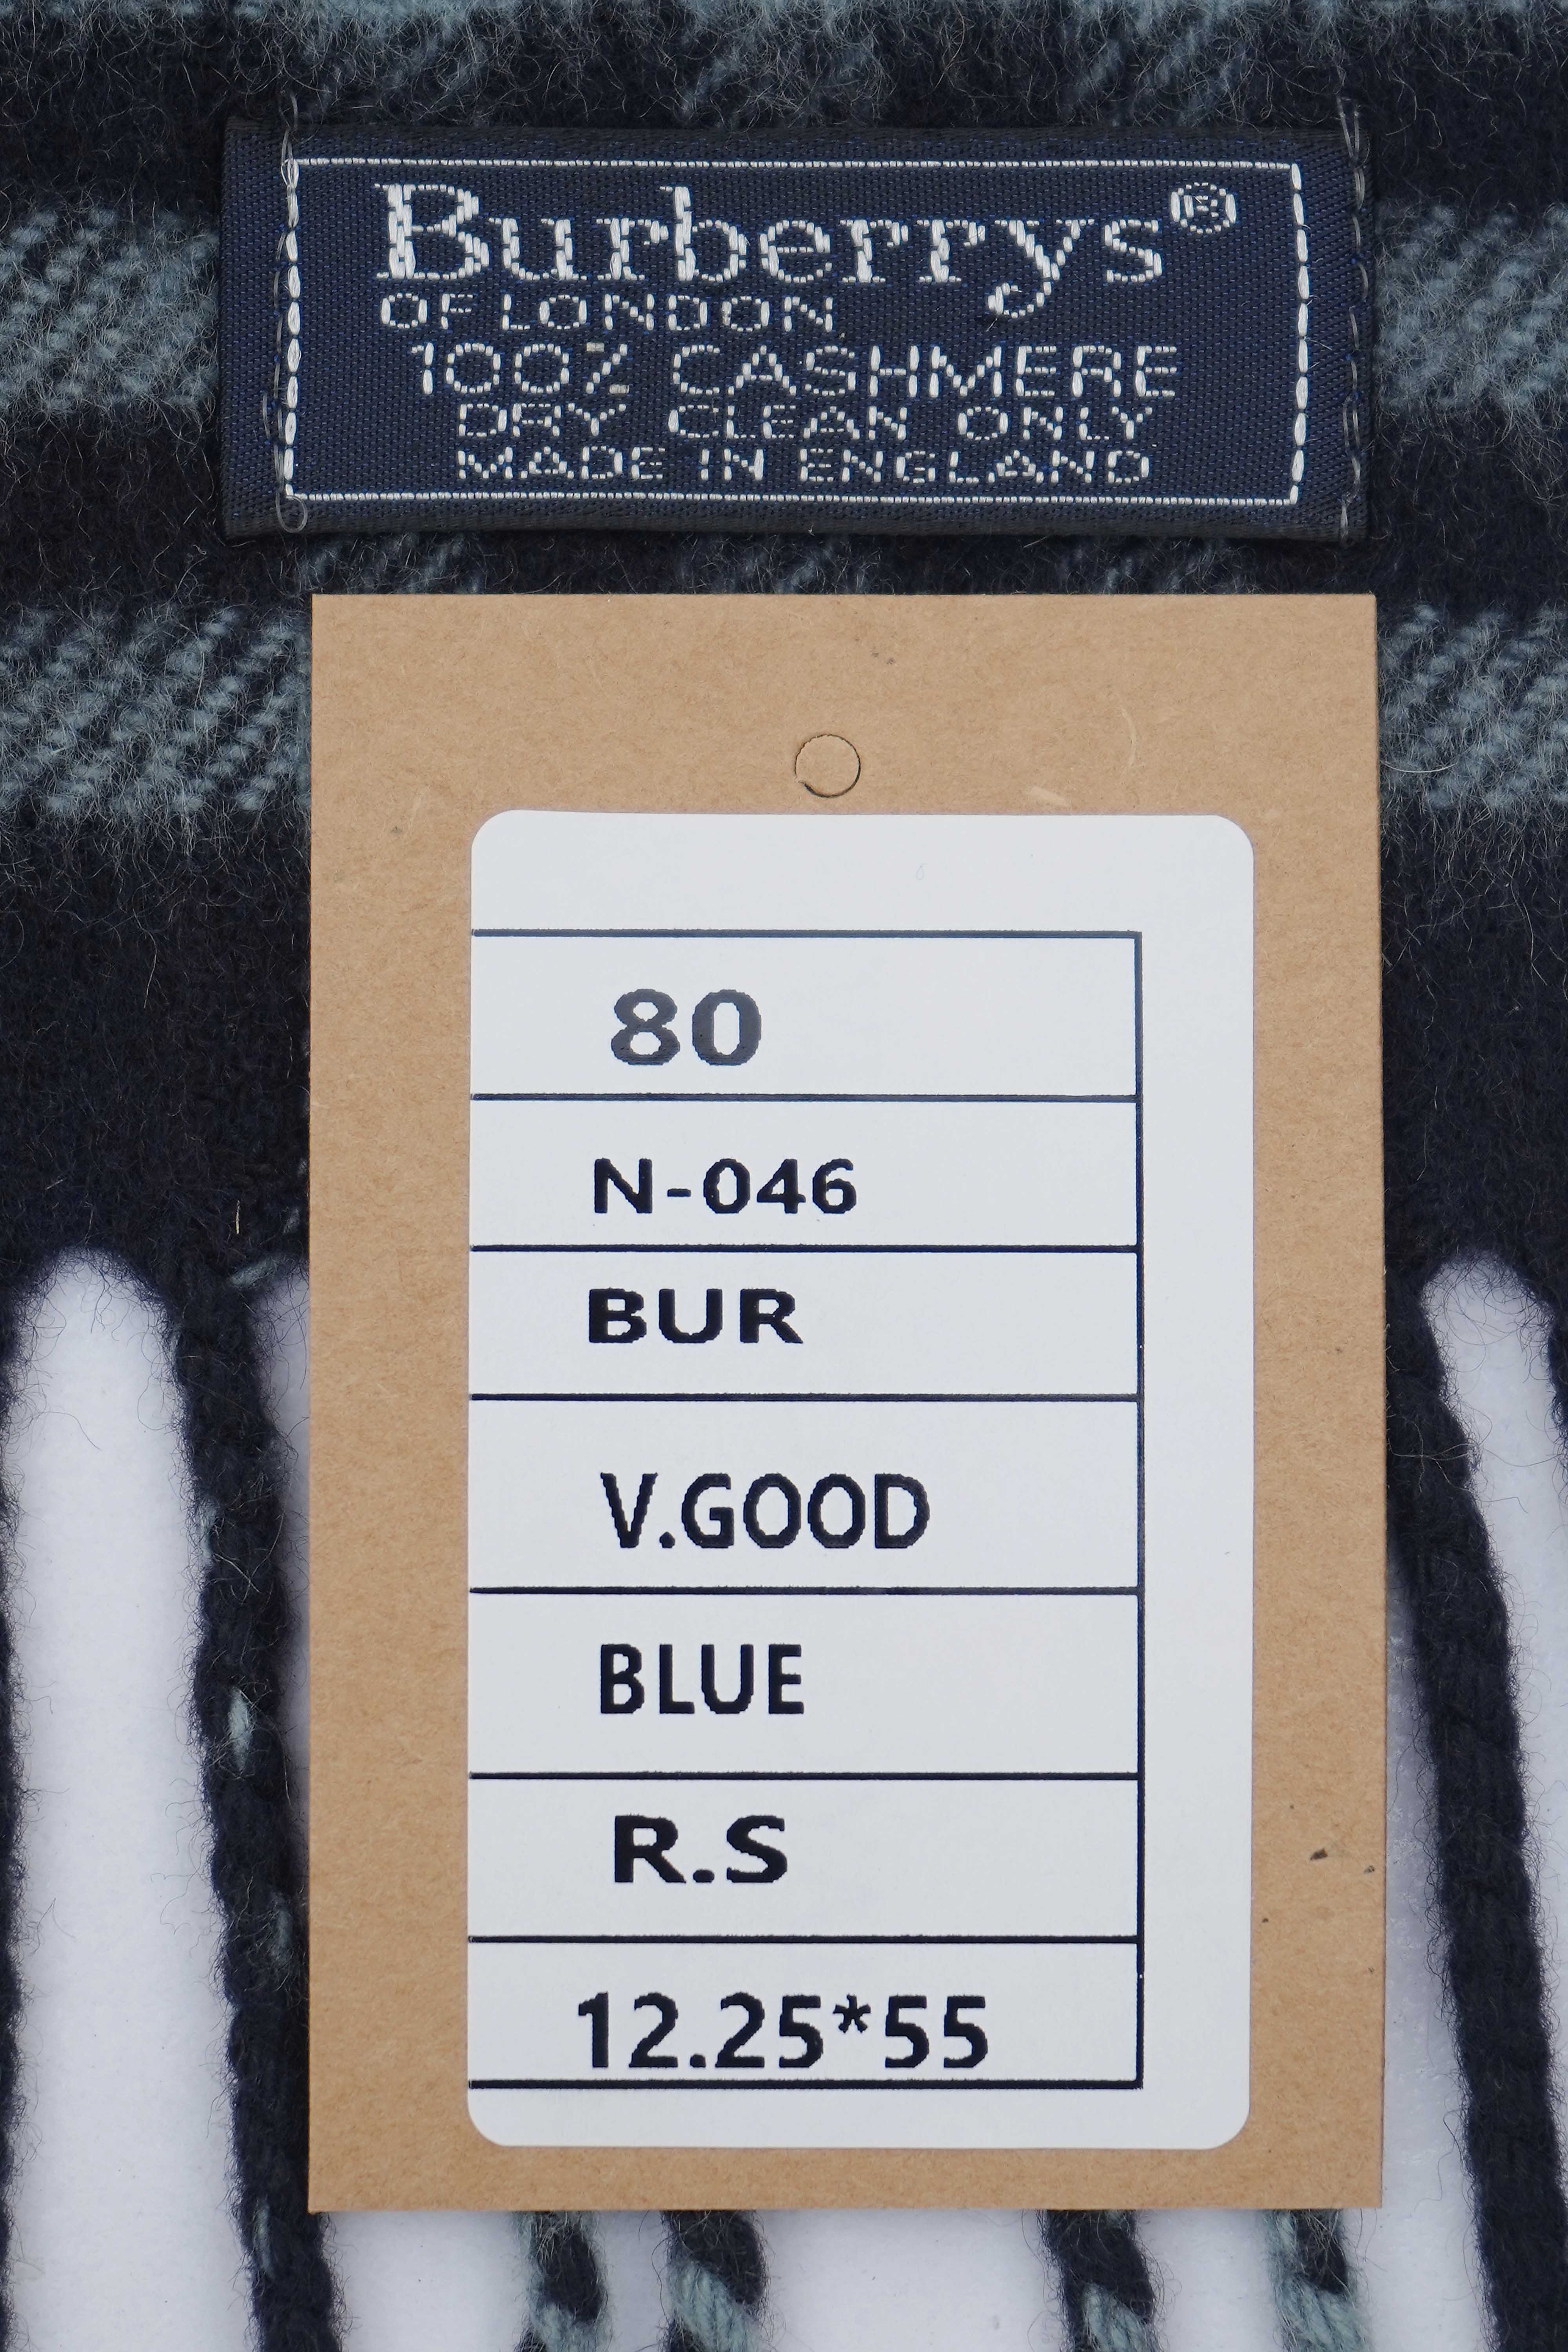 Burberrys®
OF LONDON
100% CASHMERE
DRY CLEAN ONLY
MADE IN ENGLAND
80
N-046
BUR
V.GOOD
BLUE
R.S
12.25*55